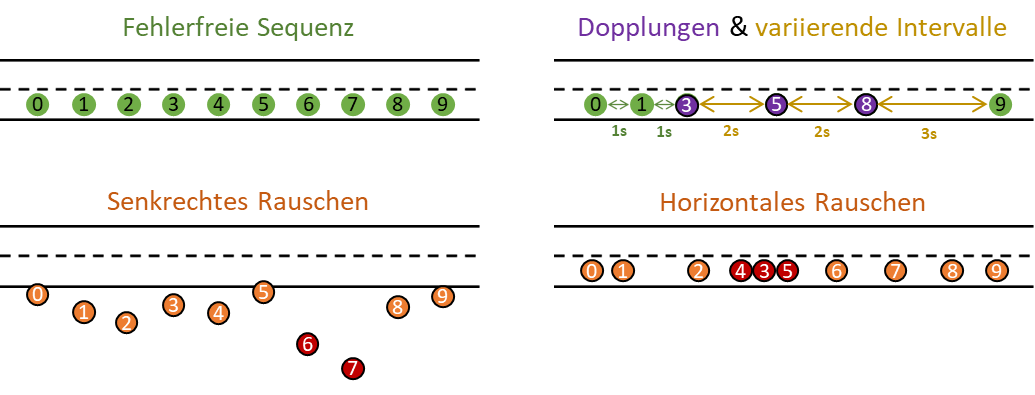 Fehlerfreie Sequenz
0 1 2 3 4 5 6 7 8 9
Dopplungen & variierende Intervalle
0 1 3 5 8 9
1s 1s 2s 2s 3s
Senkrechtes Rauschen
0 1 2 3 4 5 6 7 8 9
Horizontales Rauschen
0 1 2 4 3 5 6 7 8 9